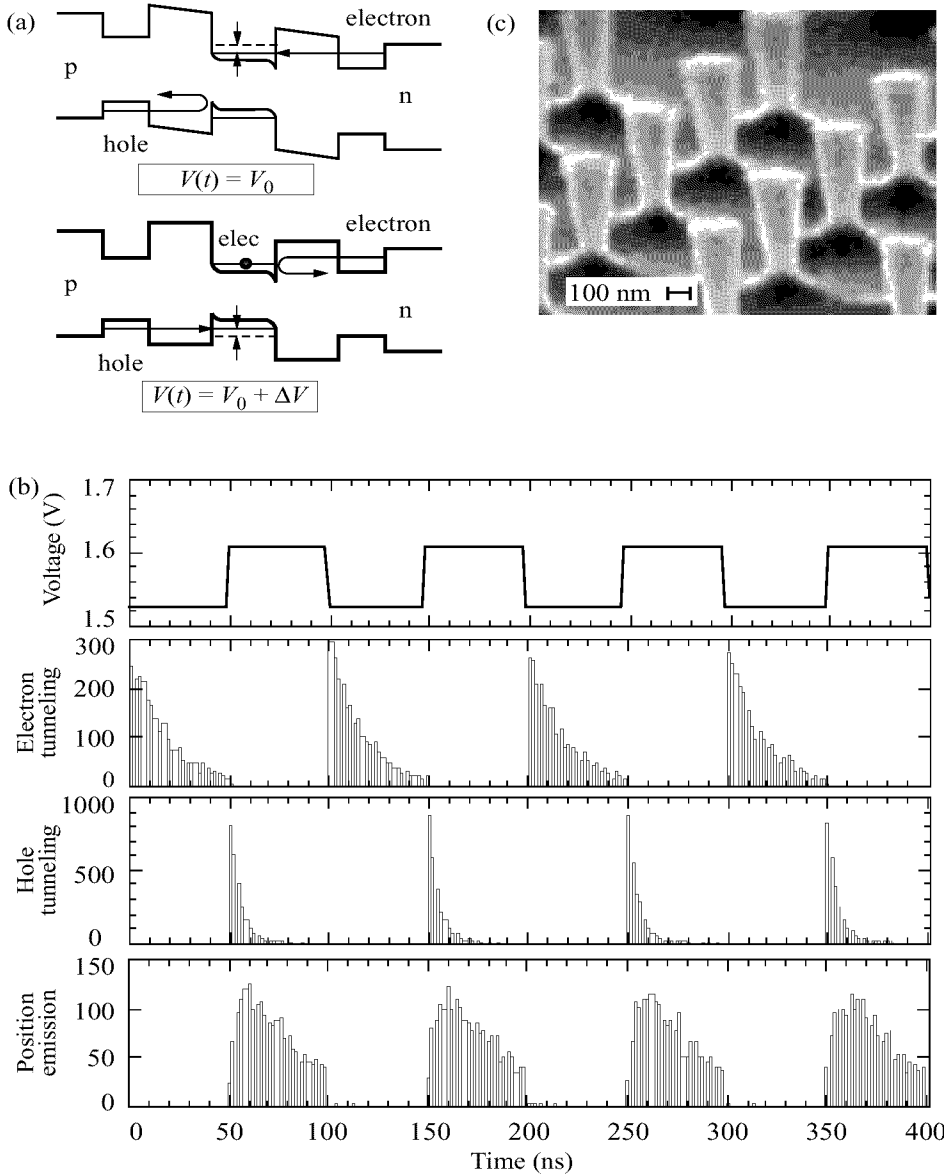 (a)
electron
p
n
hole
V(t) = V0
electron
elec
p
n
hole
V(t) = V0 + ΔV
(c)
100 nm
(b)
Voltage (V)
1.7
1.6
1.5
Electron tunneling
300
200
100
0
Hole tunneling
1000
500
0
Position emission
150
100
50
0
0 50 100 150 200 250 300 350 400
Time (ns)